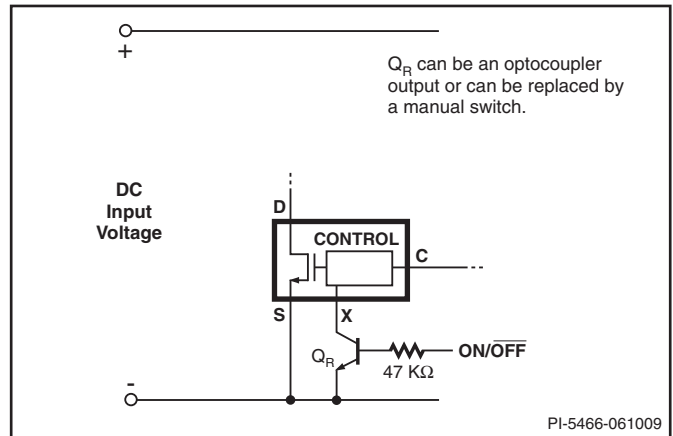 +
Q_R can be an optocoupler
output or can be replaced by
a manual switch.
DC
Input
Voltage
D
CONTROL
C
S
X
Q_R
ON/O̅F̅F̅
47 KΩ
-
PI-5466-061009